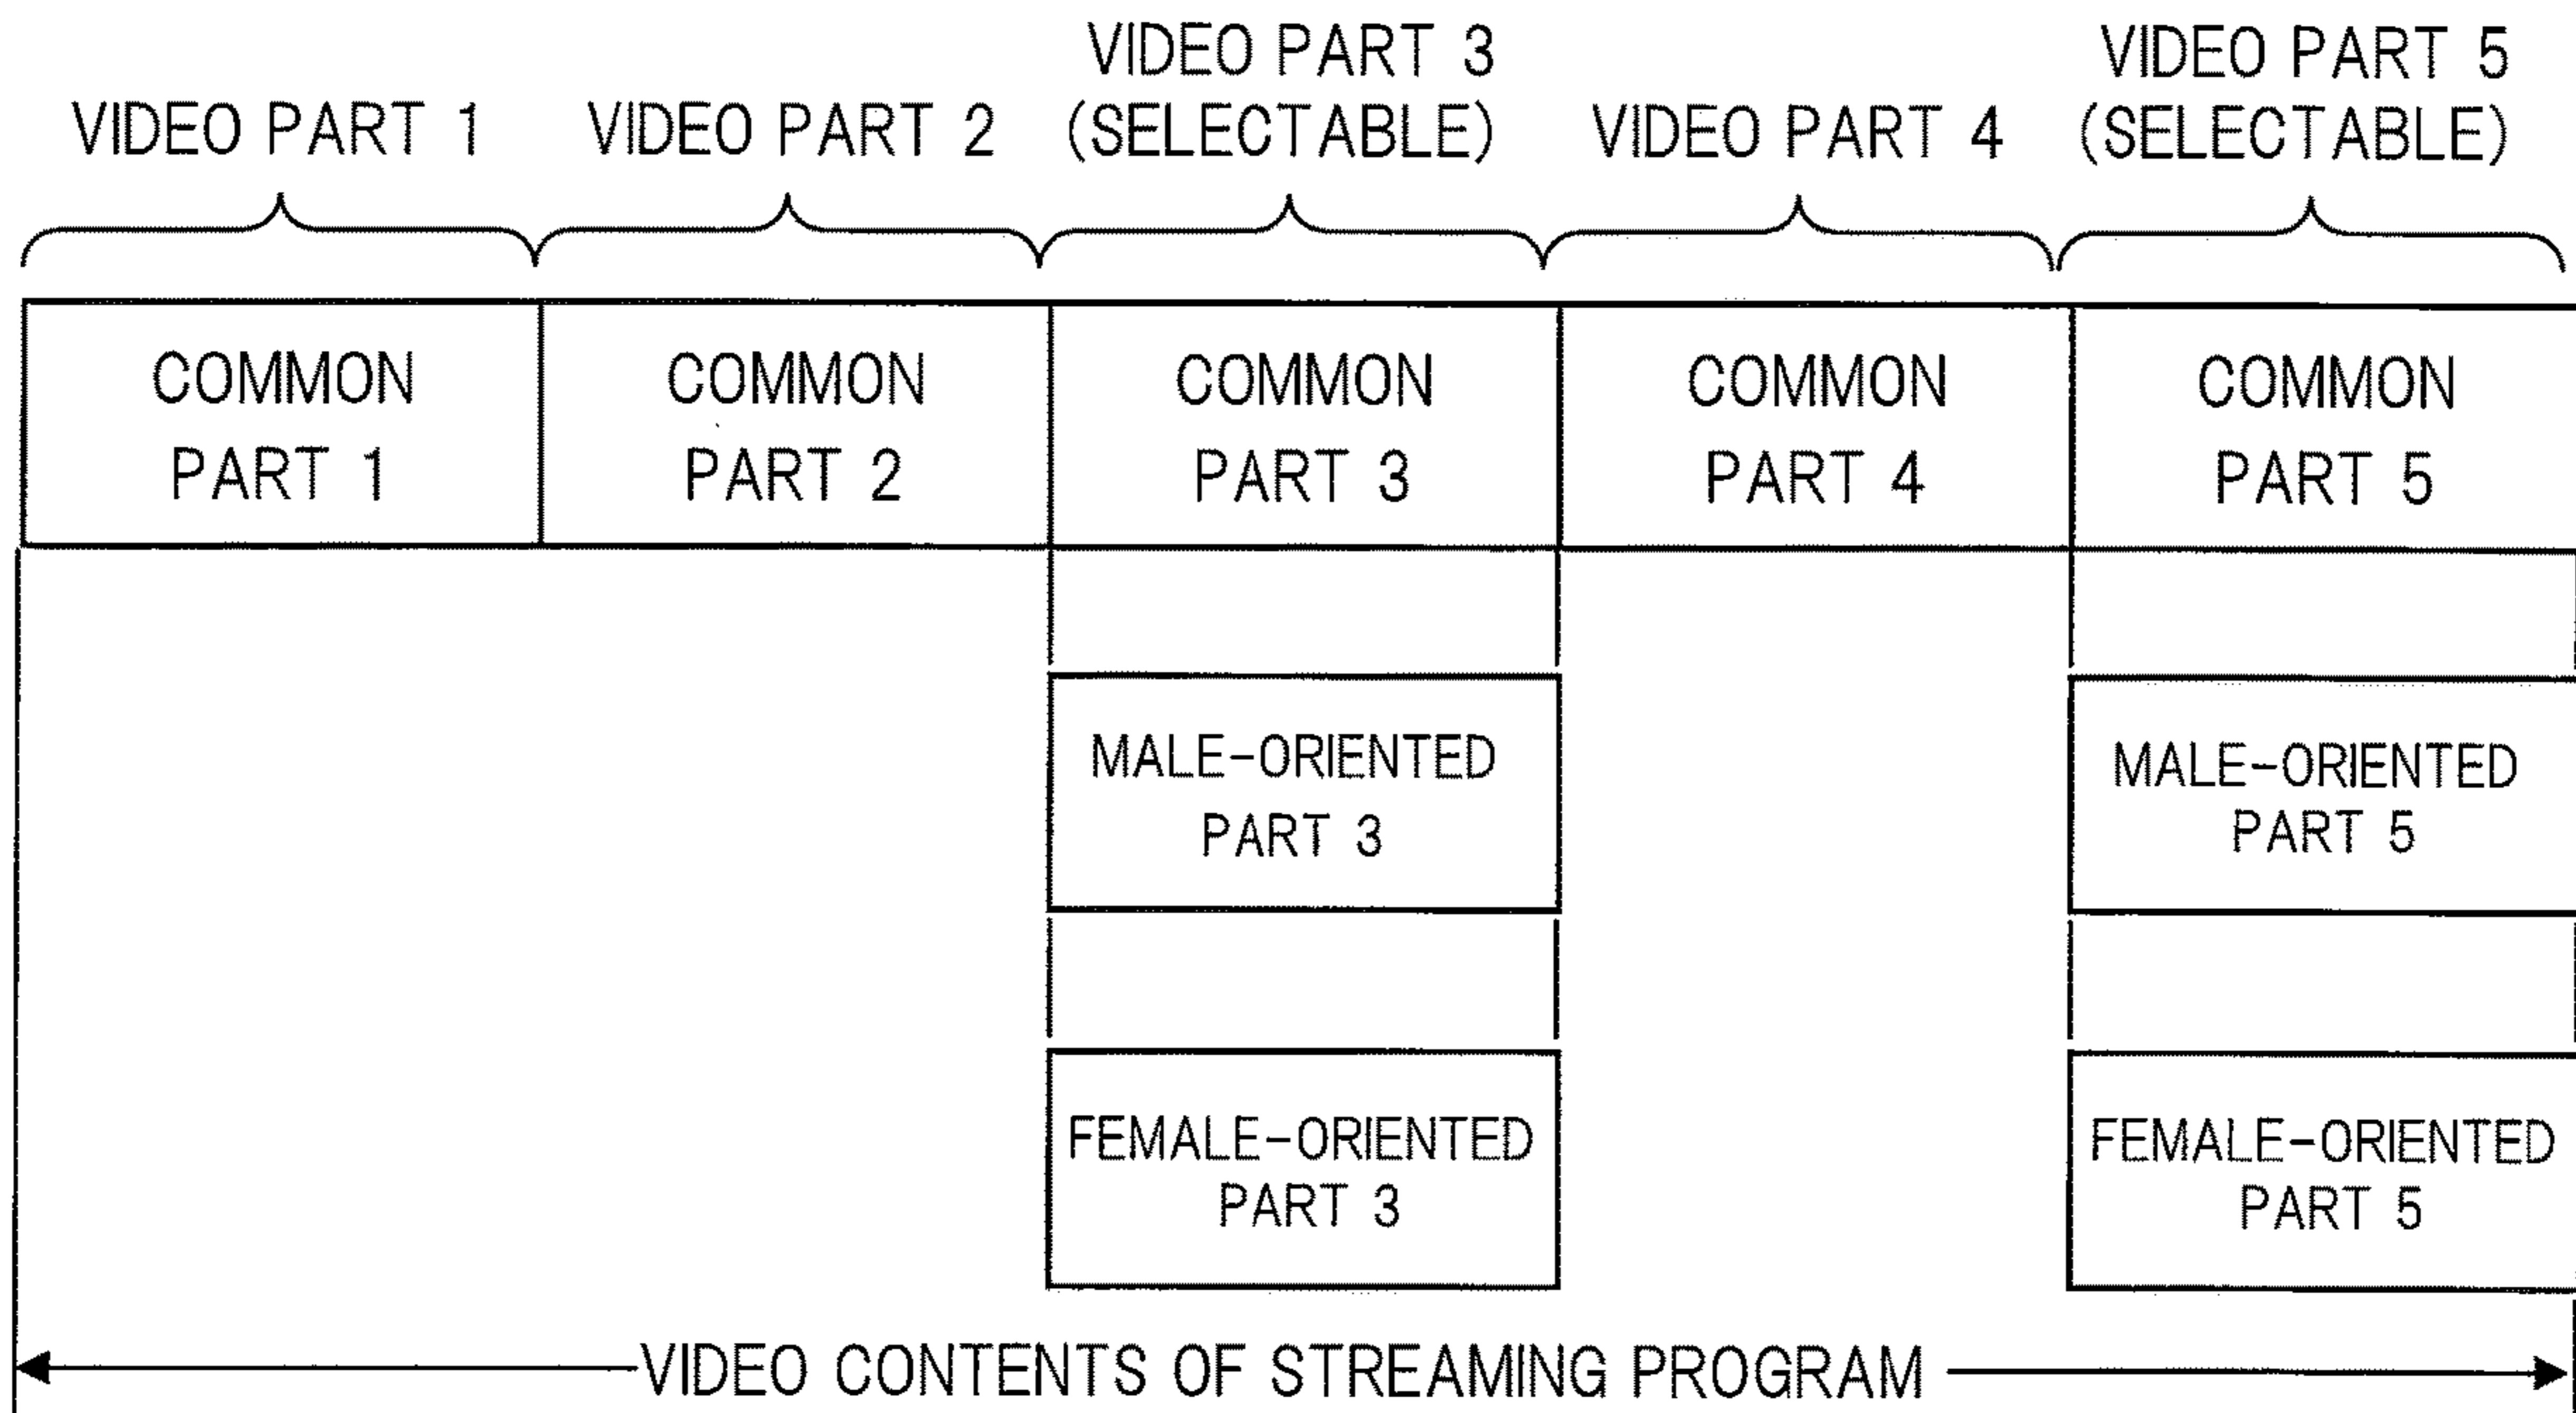 VIDEO PART 1
VIDEO PART 2
VIDEO PART 3
(SELECTABLE)
VIDEO PART 4
VIDEO PART 5
(SELECTABLE)
COMMON
PART 1
COMMON
PART 2
COMMON
PART 3
COMMON
PART 4
COMMON
PART 5
MALE-ORIENTED
PART 3
MALE-ORIENTED
PART 5
FEMALE-ORIENTED
PART 3
FEMALE-ORIENTED
PART 5
VIDEO CONTENTS OF STREAMING PROGRAM